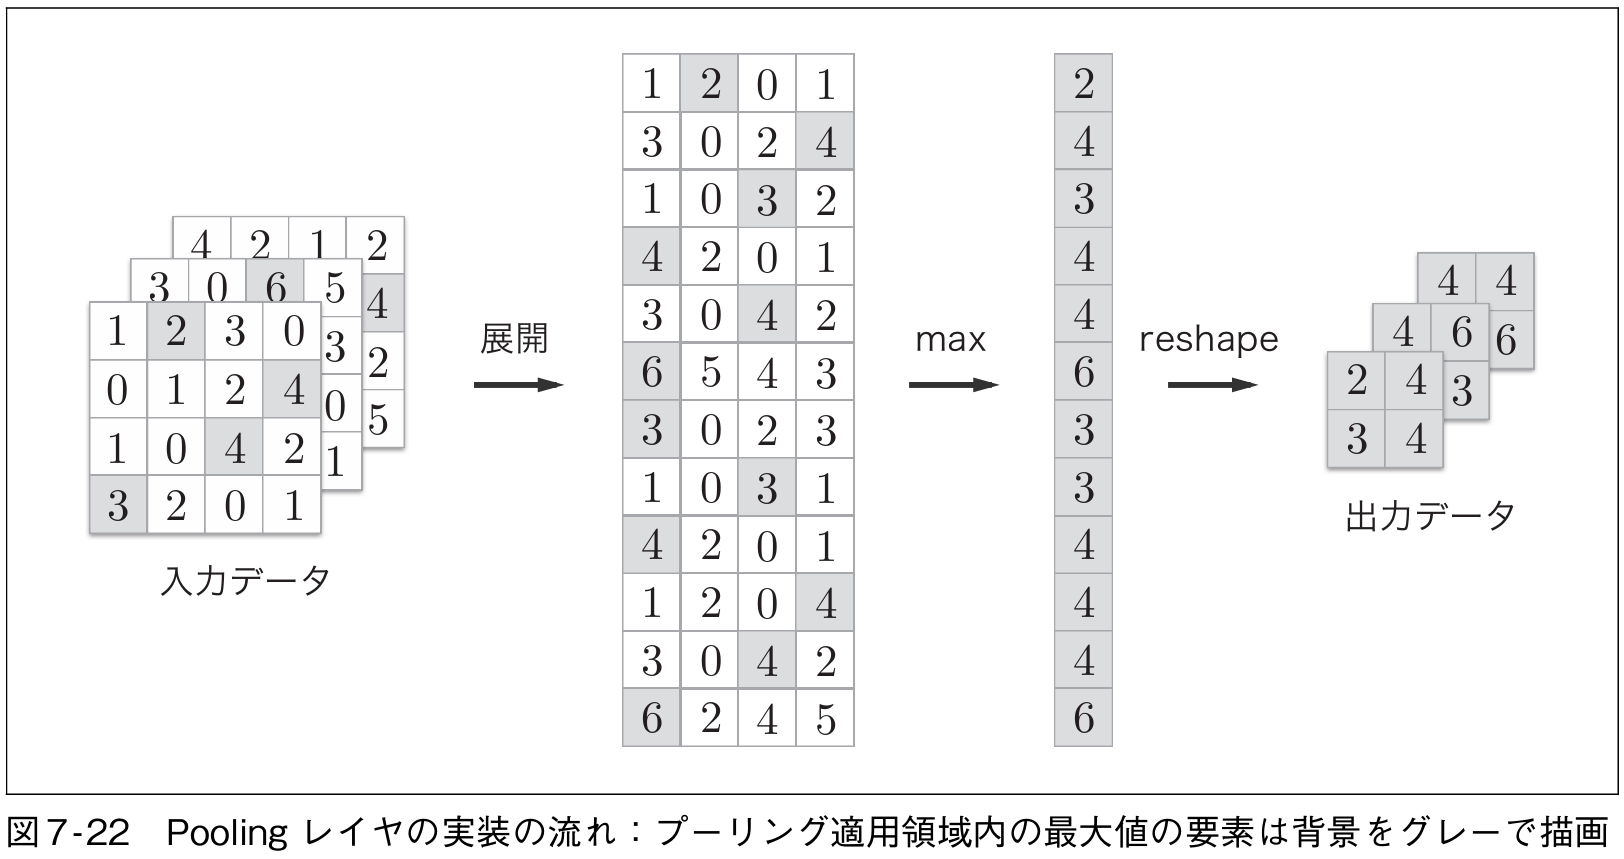 4 2 1 2
4
2
5
3 0 6 5
3
0
1
1 2 3 0
0 1 2 4
1 0 4 2
3 2 0 1
入力データ
展開
1 2 0 1
3 0 2 4
1 0 3 2
4 2 0 1
3 0 4 2
6 5 4 3
3 0 2 3
1 0 3 1
4 2 0 1
1 2 0 4
3 0 4 2
6 2 4 5
max
2
4
3
4
4
6
3
3
4
4
4
6
reshape
4 4
6
4 6
3
2 4
3 4
出力データ
図7-22 Pooling レイヤの実装の流れ：プーリング適用領域内の最大値の要素は背景をグレーで描画